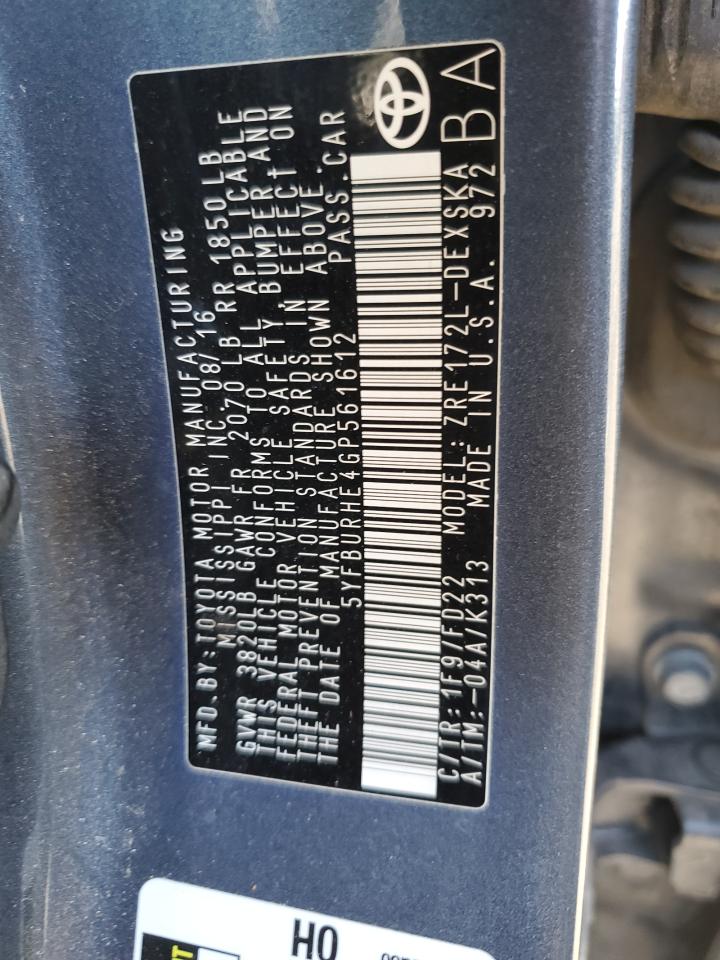 MFD.BY:TOYOTA MOTOR MANUFACTURING
MISSISSIPPI INC. 08/16
GVWR 3820LB GAWR FR 2070 LB RR 1850LB
THIS VEHICLE CONFORMS TO ALL APPLICABLE
FEDERAL MOTOR VEHICLE SAFETY, BUMPER AND
THEFT PREVENTION STANDARDS IN EFFECT ON
THE DATE OF MANUFACTURE SHOWN ABOVE.
5YFBURHE4GP561612 PASS.CAR
C/TR:1F9/FD22 MODEL:ZRE172L-DEXSKA
A/TM:-04A/K313 MADE IN U.S.A. 972
BA
HO